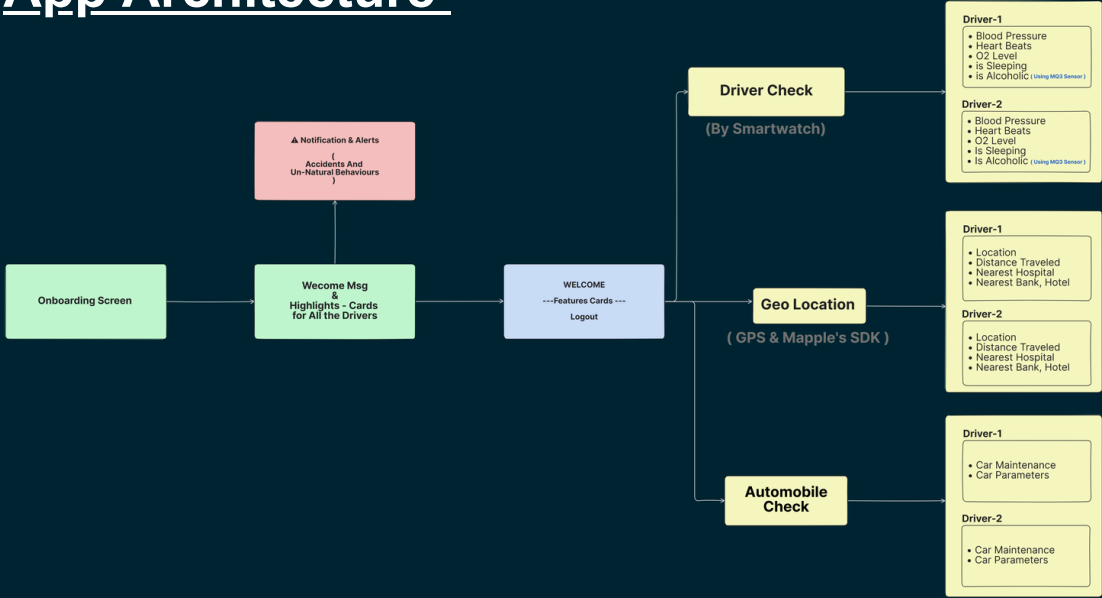 App Architecture
Onboarding Screen
⚠ Notification & Alerts
(
Accidents And
Un-Natural Behaviours
)
Wecome Msg
&
Highlights - Cards
for All the Drivers
WELCOME
---Features Cards ---
Logout
Driver Check
(By Smartwatch)
Geo Location
( GPS & Mapple's SDK )
Automobile
Check
Driver-1
• Blood Pressure
• Heart Beats
• O2 Level
• is Sleeping
• is Alcoholic ( Using MQ3 Sensor )
Driver-2
• Blood Pressure
• Heart Beats
• O2 Level
• Is Sleeping
• Is Alcoholic ( Using MQ3 Sensor )
Driver-1
• Location
• Distance Traveled
• Nearest Hospital
• Nearest Bank, Hotel
Driver-2
• Location
• Distance Traveled
• Nearest Hospital
• Nearest Bank, Hotel
Driver-1
• Car Maintenance
• Car Parameters
Driver-2
• Car Maintenance
• Car Parameters